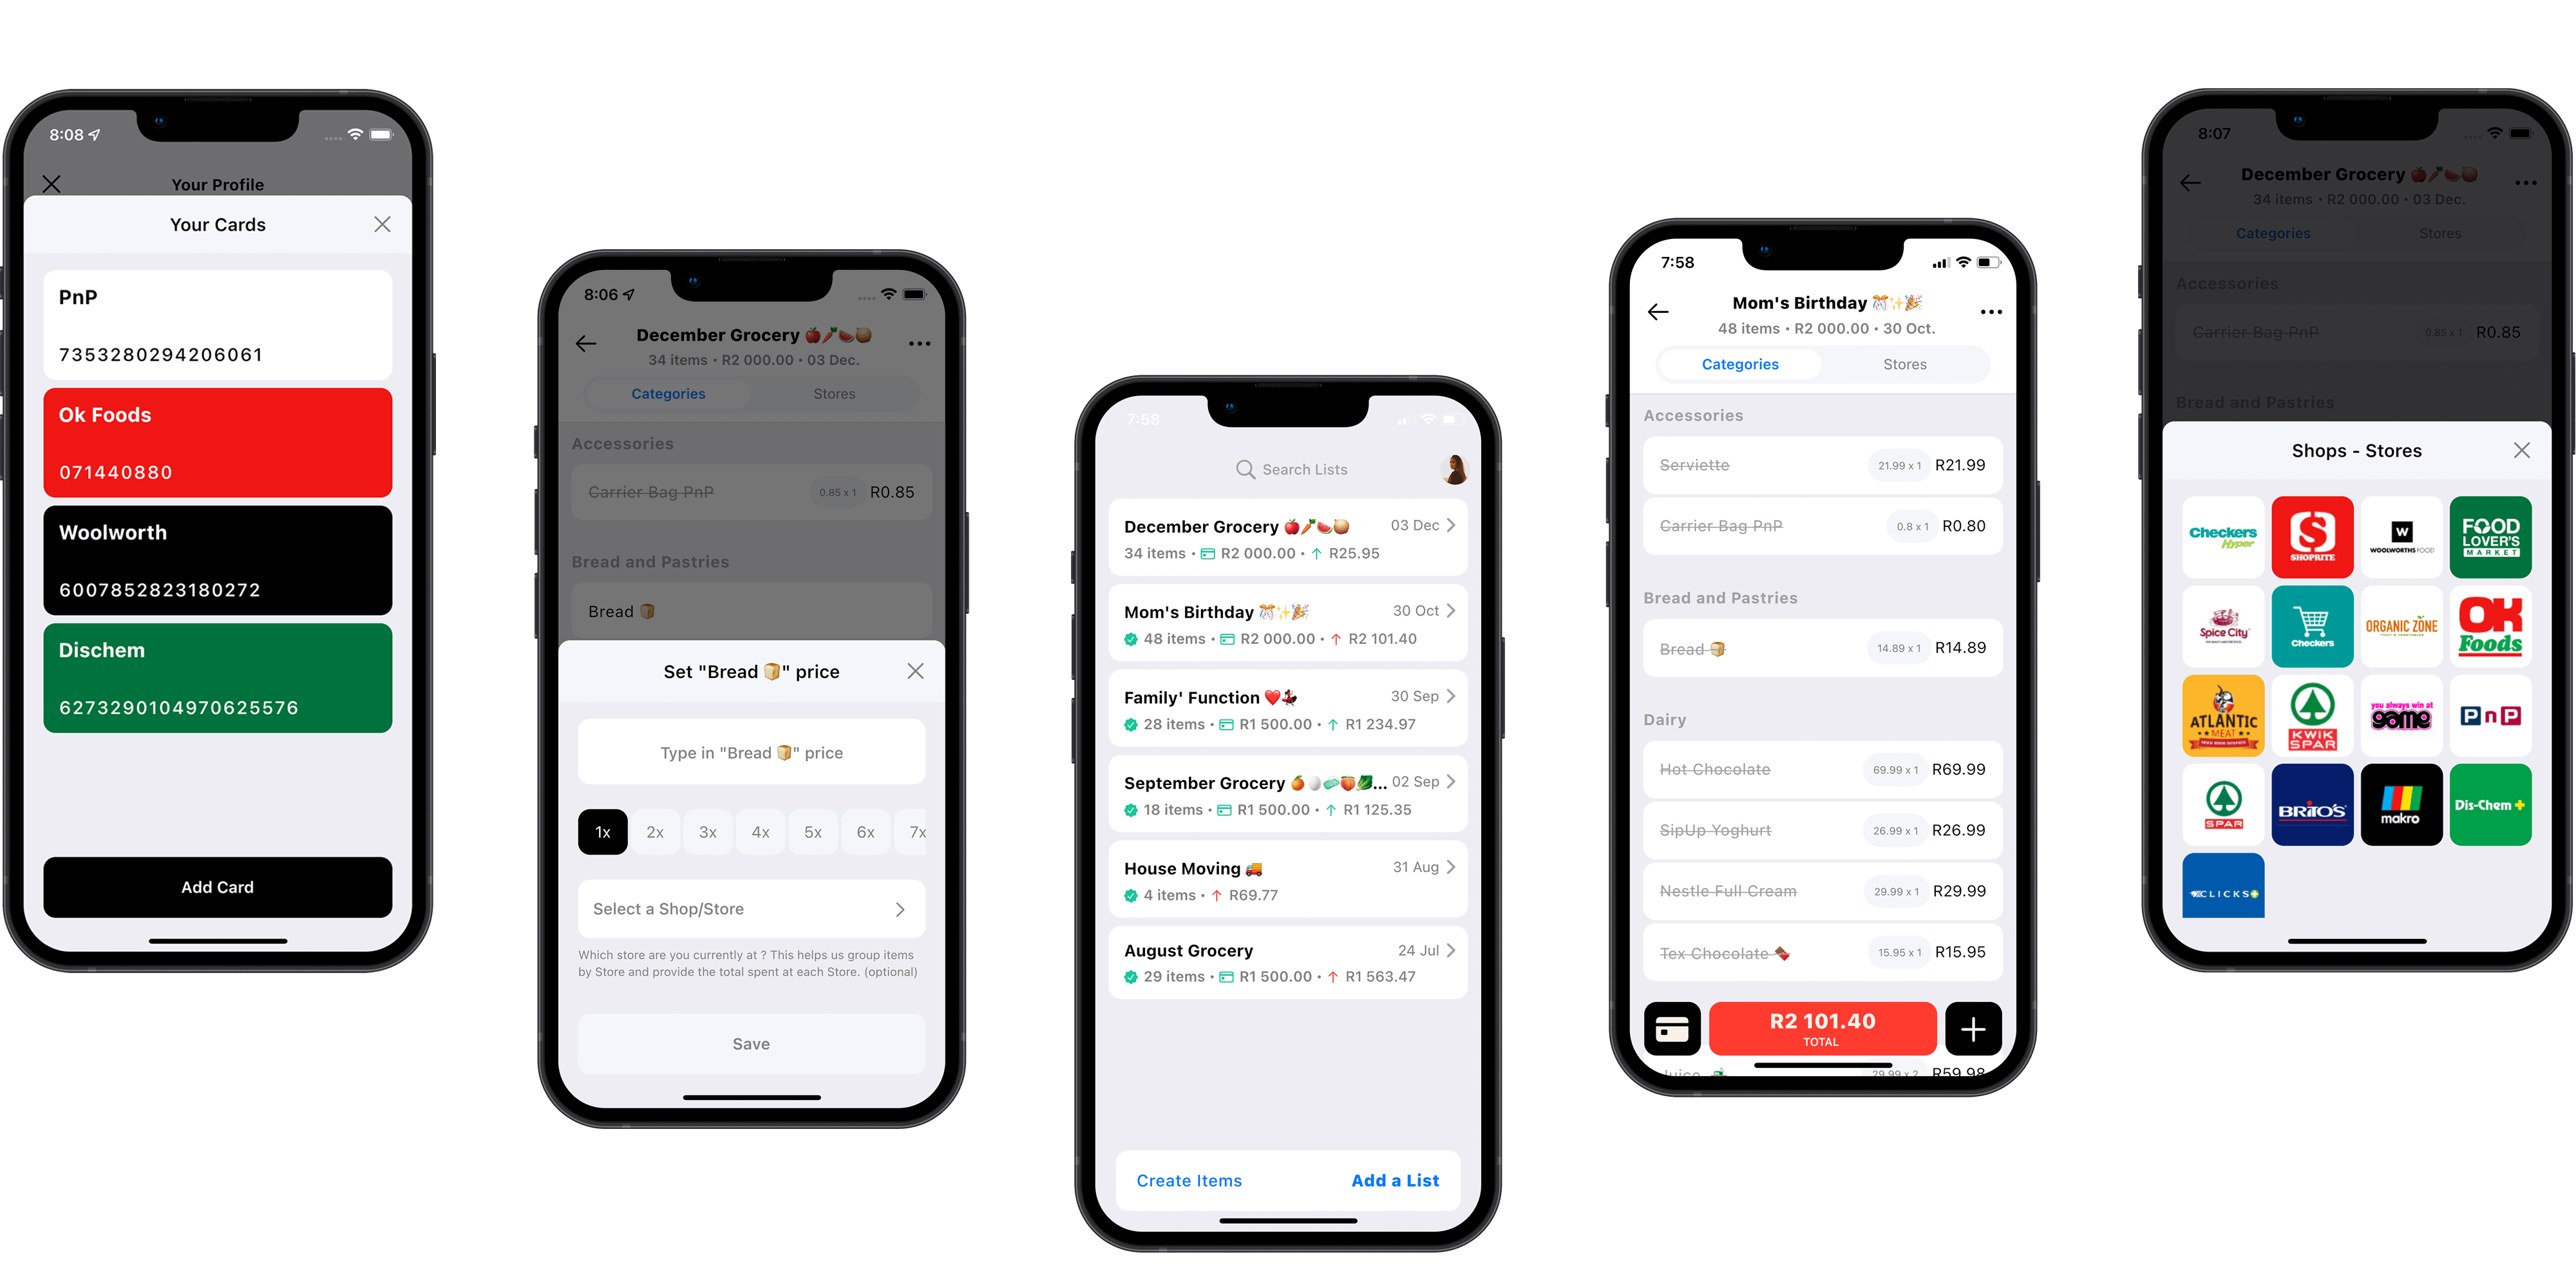 8:08
Your Profile
Your Cards
PnP
7353280294206061
Ok Foods
071440880
Woolworth
6007852823180272
Dischem
6273290104970625576
Add Card
8:06
December Grocery 🍎🥕🍉🥔
34 items • R2 000.00 • 03 Dec.
Categories Stores
Accessories
Carrier Bag PnP 0.85 x 1 R0.85
Bread and Pastries
Bread 🍞
Set "Bread 🍞" price
Type in "Bread 🍞" price
1x 2x 3x 4x 5x 6x 7x
Select a Shop/Store
Which store are you currently at ? This helps us group items
by Store and provide the total spent at each Store. (optional)
Save
7:58
Search Lists
December Grocery 🍎🥕🍉🥔 03 Dec
34 items • R2 000.00 • ↑ R25.95
Mom's Birthday 🎊✨🎉 30 Oct
48 items • R2 000.00 • ↑ R2 101.40
Family' Function ❤️💃 30 Sep
28 items • R1 500.00 • ↑ R1 234.97
September Grocery 🍊🥚🧼🍑🥬... 02 Sep
18 items • R1 500.00 • ↑ R1 125.35
House Moving 🚚 31 Aug
4 items • ↑ R69.77
August Grocery 24 Jul
29 items • R1 500.00 • ↑ R1 563.47
Create Items Add a List
7:58
Mom's Birthday 🎊✨🎉
48 items • R2 000.00 • 30 Oct.
Categories Stores
Accessories
Serviette 21.99 x 1 R21.99
Carrier Bag PnP 0.8 x 1 R0.80
Bread and Pastries
Bread 🍞 14.89 x 1 R14.89
Dairy
Hot Chocolate 69.99 x 1 R69.99
SipUp Yoghurt 26.99 x 1 R26.99
Nestle Full Cream 29.99 x 1 R29.99
Tex Chocolate 🍫 15.95 x 1 R15.95
R2 101.40
TOTAL
Juice 29.99 x 2 R59.98
8:07
December Grocery 🍎🥕🍉🥔
34 items • R2 000.00 • 03 Dec.
Categories Stores
Accessories
Carrier Bag PnP 0.85 x 1 R0.85
Bread and Pastries
Shops - Stores
Checkers
Hyper
S
SHOPRITE
W
WOOLWORTHS FOOD
FOOD
LOVER'S
MARKET
Spice City
Checkers
ORGANIC ZONE
OK
Foods
ATLANTIC
MEAT
KWIK
SPAR
you always win at
game
PnP
SPAR
BRITOS
makro
Dis-Chem
CLICKS